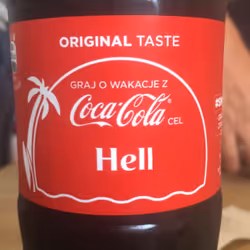 ORIGINAL TASTE
GRAJ O WAKACJE Z
Coca-Cola®
CEL
Hell